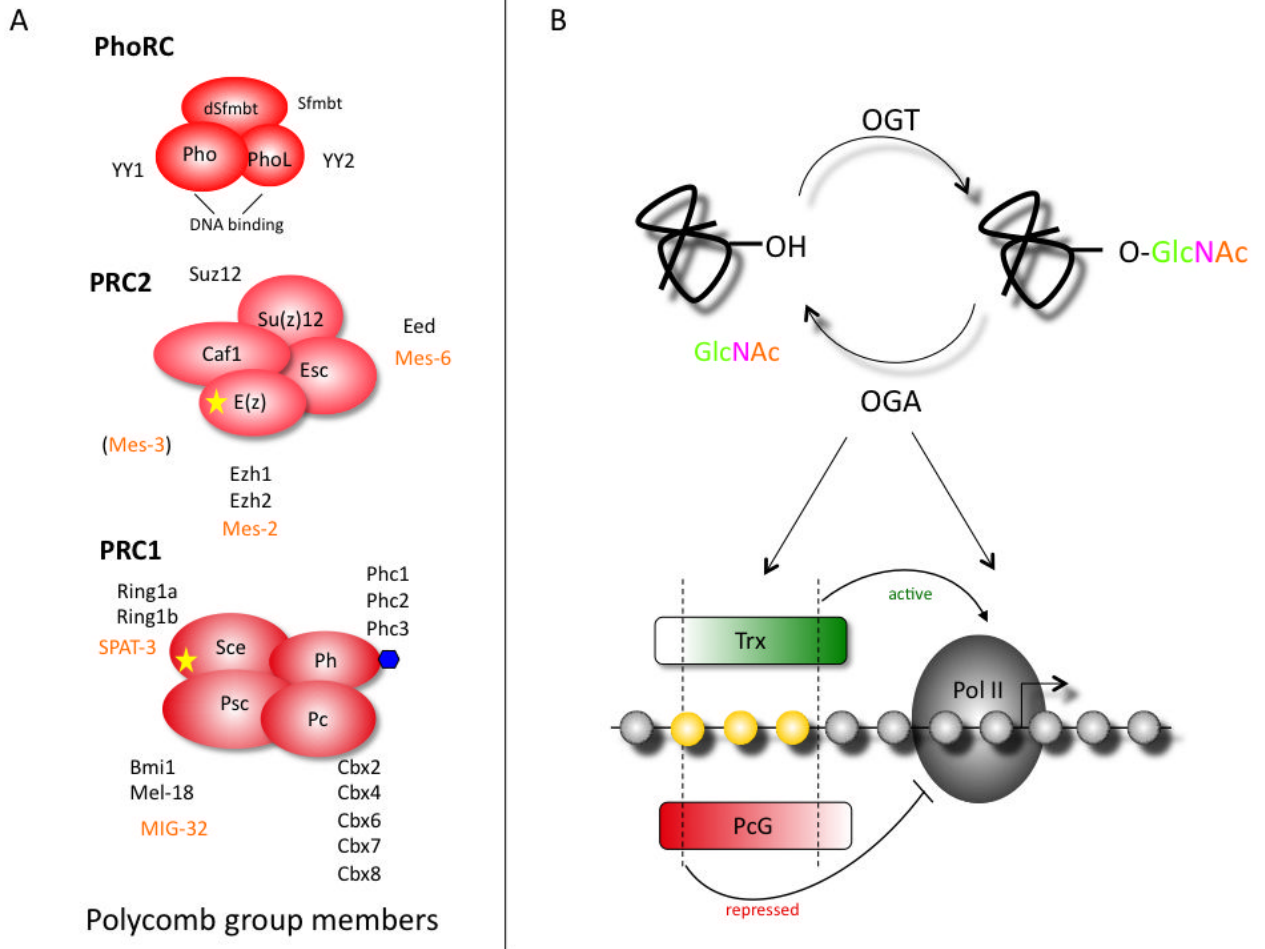 A
PhoRC
dSfmbt
Sfmbt
Pho
PhoL
YY1
YY2
DNA binding
PRC2
Suz12
Su(z)12
Caf1
Esc
E(z)
Eed
Mes-6
(Mes-3)
Ezh1
Ezh2
Mes-2
PRC1
Ring1a
Ring1b
SPAT-3
Phc1
Phc2
Phc3
Sce
Ph
Psc
Pc
Bmi1
Mel-18
MIG-32
Cbx2
Cbx4
Cbx6
Cbx7
Cbx8
Polycomb group members
B
OGT
OH
O-GlcNAc
GlcNAc
OGA
active
Trx
Pol II
PcG
repressed